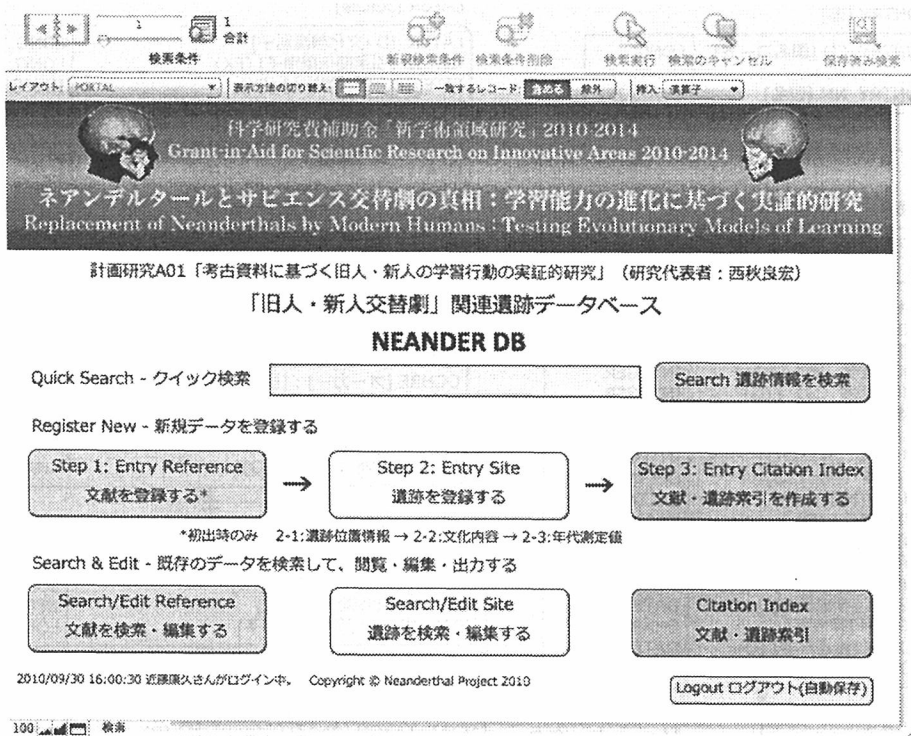 1
1
合計
検索条件
新規検索条件 検索条件削除 検索実行 検索のキャンセル 保存済み検索
レイアウト: PORTAL 表示方法の切り替え: 一致するレコード: 含める 除外 挿入: 演算子
科学研究費補助金「新学術領域研究」2010-2014
Grant-in-Aid for Scientfic Research on Innovative Areas 2010-2014
ネアンデルタールとサピエンス交替劇の真相:学習能力の進化に基づく実証的研究
Replacement of Neanderthals by Modern Humans : Testing Evolutionary Models of Learning
計画研究A01「考古資料に基づく旧人・新人の学習行動の実証的研究」(研究代表者:西秋良宏)
「旧人・新人交替劇」関連遺跡データベース
NEANDER DB
Quick Search - クイック検索 Search 遺跡情報を検索
Register New - 新規データを登録する
Step 1: Entry Reference → Step 2: Entry Site → Step 3: Entry Citation Index
文献を登録する* 遺跡を登録する 文献・遺跡索引を作成する
*初出時のみ 2-1:遺跡位置情報 → 2-2:文化内容 → 2-3:年代測定値
Search & Edit - 既存のデータを検索して、閲覧・編集・出力する
Search/Edit Reference Search/Edit Site Citation Index
文献を検索・編集する 遺跡を検索・編集する 文献・遺跡索引
2010/09/30 16:00:30 近藤康久さんがログイン中。 Copyright © Neanderthal Project 2010 Logout ログアウト(自動保存)
100 検索